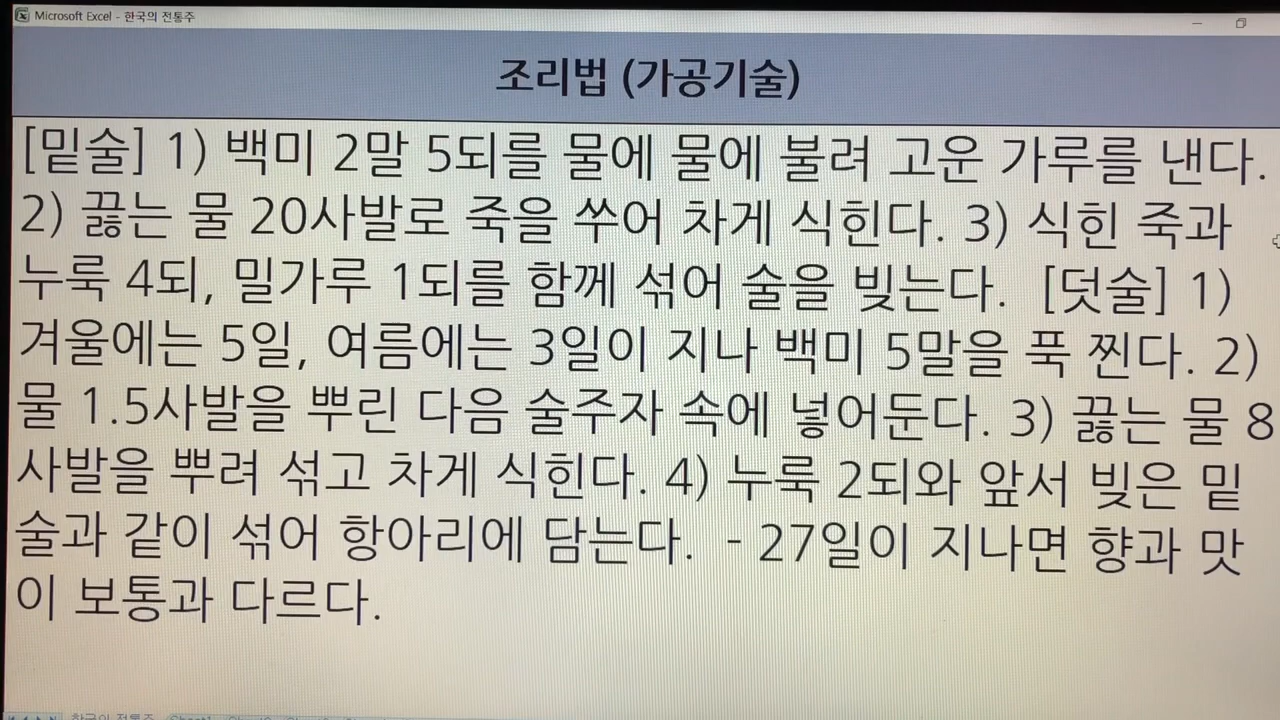 Microsoft Excel - 한국의 전통주
조리법 (가공기술)
[밑술] 1) 백미 2말 5되를 물에 물에 불려 고운 가루를 낸다.
2) 끓는 물 20사발로 죽을 쑤어 차게 식힌다. 3) 식힌 죽과
누룩 4되, 밀가루 1되를 함께 섞어 술을 빚는다. [덧술] 1)
겨울에는 5일, 여름에는 3일이 지나 백미 5말을 푹 찐다. 2)
물 1.5사발을 뿌린 다음 술주자 속에 넣어둔다. 3) 끓는 물 8
사발을 뿌려 섞고 차게 식힌다. 4) 누룩 2되와 앞서 빚은 밑
술과 같이 섞어 항아리에 담는다. - 27일이 지나면 향과 맛
이 보통과 다르다.
한국의 전통주